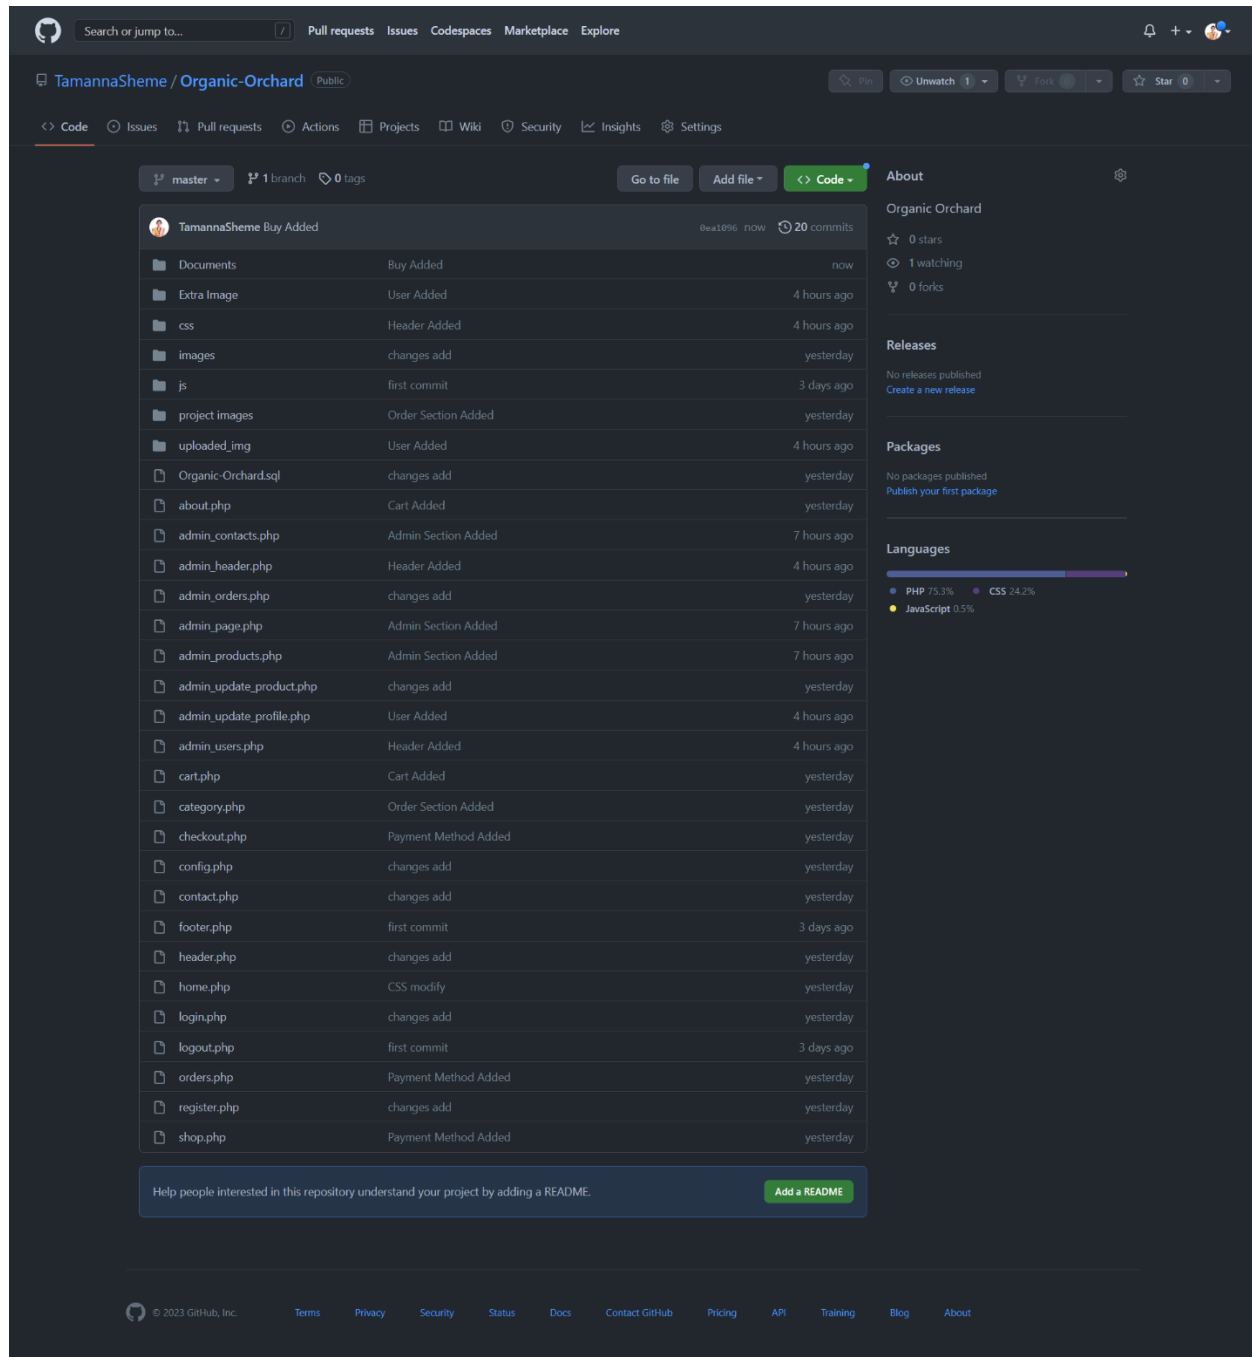 Search or jump to... / Pull requests Issues Codespaces Marketplace Explore
TamannaSheme / Organic-Orchard Public Pin Unwatch 1 Fork Star 0
Code Issues Pull requests Actions Projects Wiki Security Insights Settings
master 1 branch 0 tags Go to file Add file Code
TamannaSheme Buy Added 0ea1096 now 20 commits
Documents Buy Added now
Extra Image User Added 4 hours ago
css Header Added 4 hours ago
images changes add yesterday
js first commit 3 days ago
project images Order Section Added yesterday
uploaded_img User Added 4 hours ago
Organic-Orchard.sql changes add yesterday
about.php Cart Added yesterday
admin_contacts.php Admin Section Added 7 hours ago
admin_header.php Header Added 4 hours ago
admin_orders.php changes add yesterday
admin_page.php Admin Section Added 7 hours ago
admin_products.php Admin Section Added 7 hours ago
admin_update_product.php changes add yesterday
admin_update_profile.php User Added 4 hours ago
admin_users.php Header Added 4 hours ago
cart.php Cart Added yesterday
category.php Order Section Added yesterday
checkout.php Payment Method Added yesterday
config.php changes add yesterday
contact.php changes add yesterday
footer.php first commit 3 days ago
header.php changes add yesterday
home.php CSS modify yesterday
login.php changes add yesterday
logout.php first commit 3 days ago
orders.php Payment Method Added yesterday
register.php changes add yesterday
shop.php Payment Method Added yesterday
Help people interested in this repository understand your project by adding a README. Add a README
About
Organic Orchard
0 stars
1 watching
0 forks
Releases
No releases published
Create a new release
Packages
No packages published
Publish your first package
Languages
PHP 75.3% CSS 24.2%
JavaScript 0.5%
© 2023 GitHub, Inc. Terms Privacy Security Status Docs Contact GitHub Pricing API Training Blog About